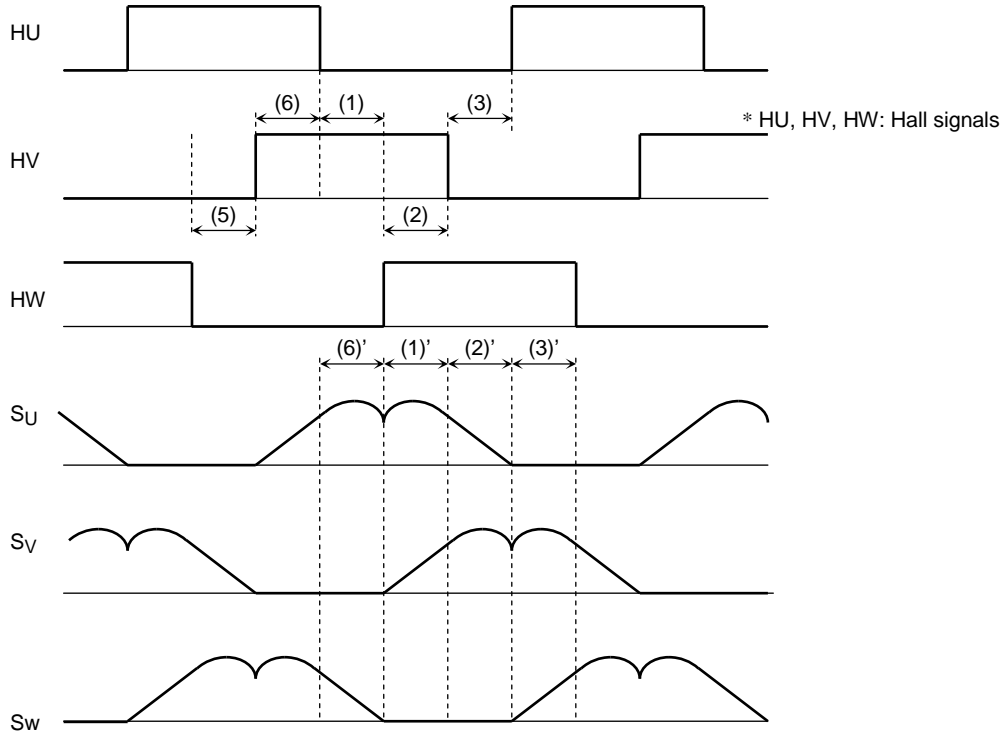 HU
(6) (1) (3)
* HU, HV, HW: Hall signals
HV
(5) (2)
HW
(6)’ (1)’ (2)’ (3)’
SU
SV
Sw